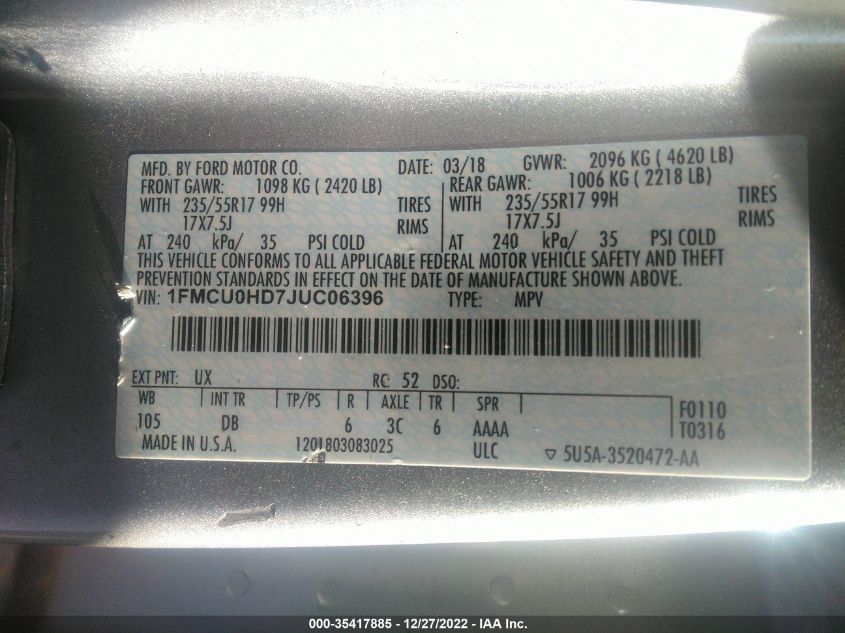 MFD. BY FORD MOTOR CO. DATE: 03/18 GVWR: 2096 KG ( 4620 LB)
FRONT GAWR: 1098 KG ( 2420 LB) REAR GAWR: 1006 KG ( 2218 LB)
WITH 235/55R17 99H TIRES WITH 235/55R17 99H TIRES
17X7.5J RIMS 17X7.5J RIMS
AT 240 kPa/ 35 PSI COLD AT 240 kPa/ 35 PSI COLD
THIS VEHICLE CONFORMS TO ALL APPLICABLE FEDERAL MOTOR VEHICLE SAFETY AND THEFT
PREVENTION STANDARDS IN EFFECT ON THE DATE OF MANUFACTURE SHOWN ABOVE.
VIN: 1FMCU0HD7JUC06396 TYPE: MPV
EXT PNT: UX RC: 52 DSO:
WB INT TR TP/PS R AXLE TR SPR F0110
105 DB 6 3C 6 AAAA T0316
MADE IN U.S.A. 1201803083025 ULC ▽ 5U5A-3520472-AA
000-35417885 - 12/27/2022 - IAA Inc.